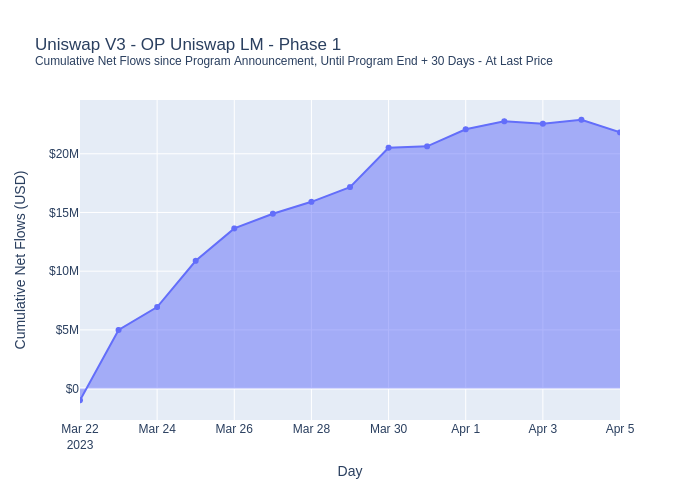 Uniswap V3 - OP Uniswap LM - Phase 1
Cumulative Net Flows since Program Announcement, Until Program End + 30 Days - At Last Price
Cumulative Net Flows (USD)
$20M
$15M
$10M
$5M
$0
Mar 22 Mar 24 Mar 26 Mar 28 Mar 30 Apr 1 Apr 3 Apr 5
2023
Day